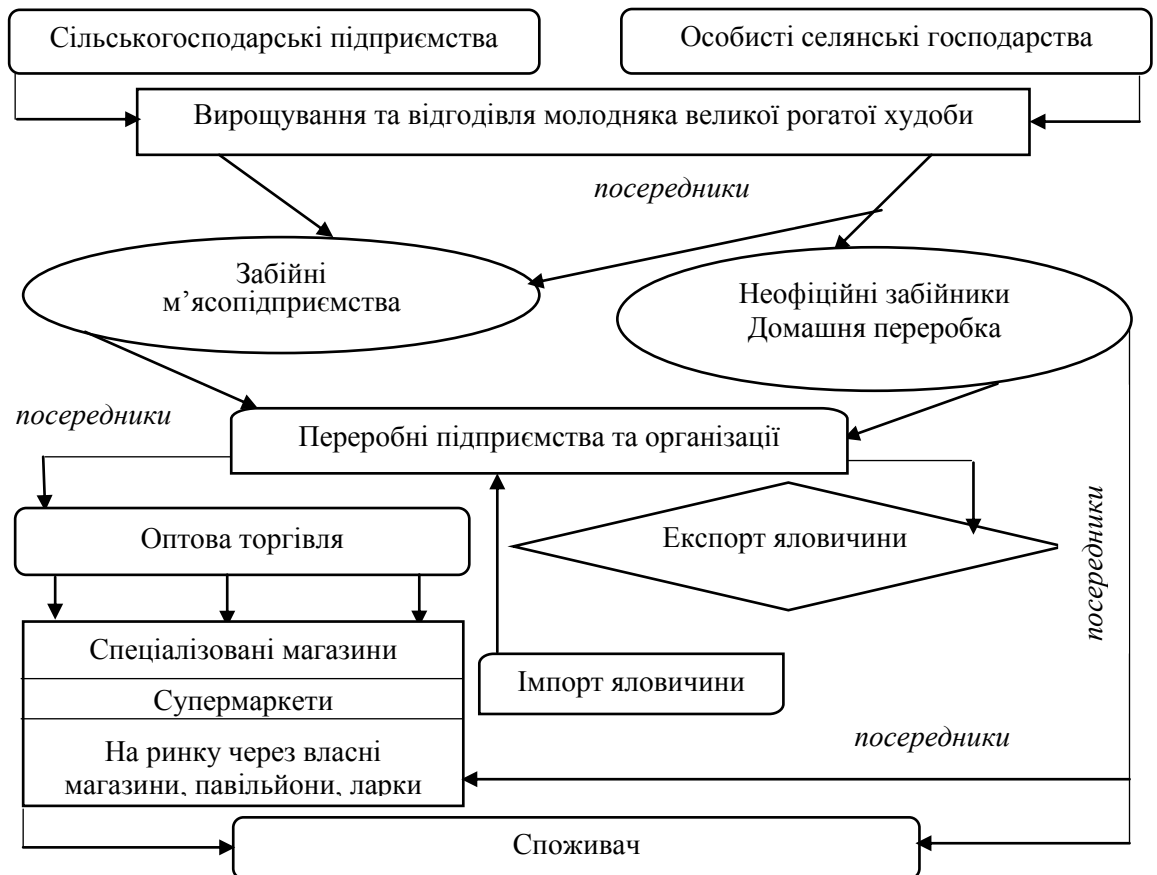 Сільськогосподарські підприємства
Особисті селянські господарства
Вирощування та відгодівля молодняка великої рогатої худоби
посередники
Забійні
м’ясопідприємства
Неофіційні забійники
Домашня переробка
посередники
Переробні підприємства та організації
посередники
Оптова торгівля
Експорт яловичини
Спеціалізовані магазини
Імпорт яловичини
Супермаркети
посередники
На ринку через власні
магазини, павільйони, ларки
Споживач